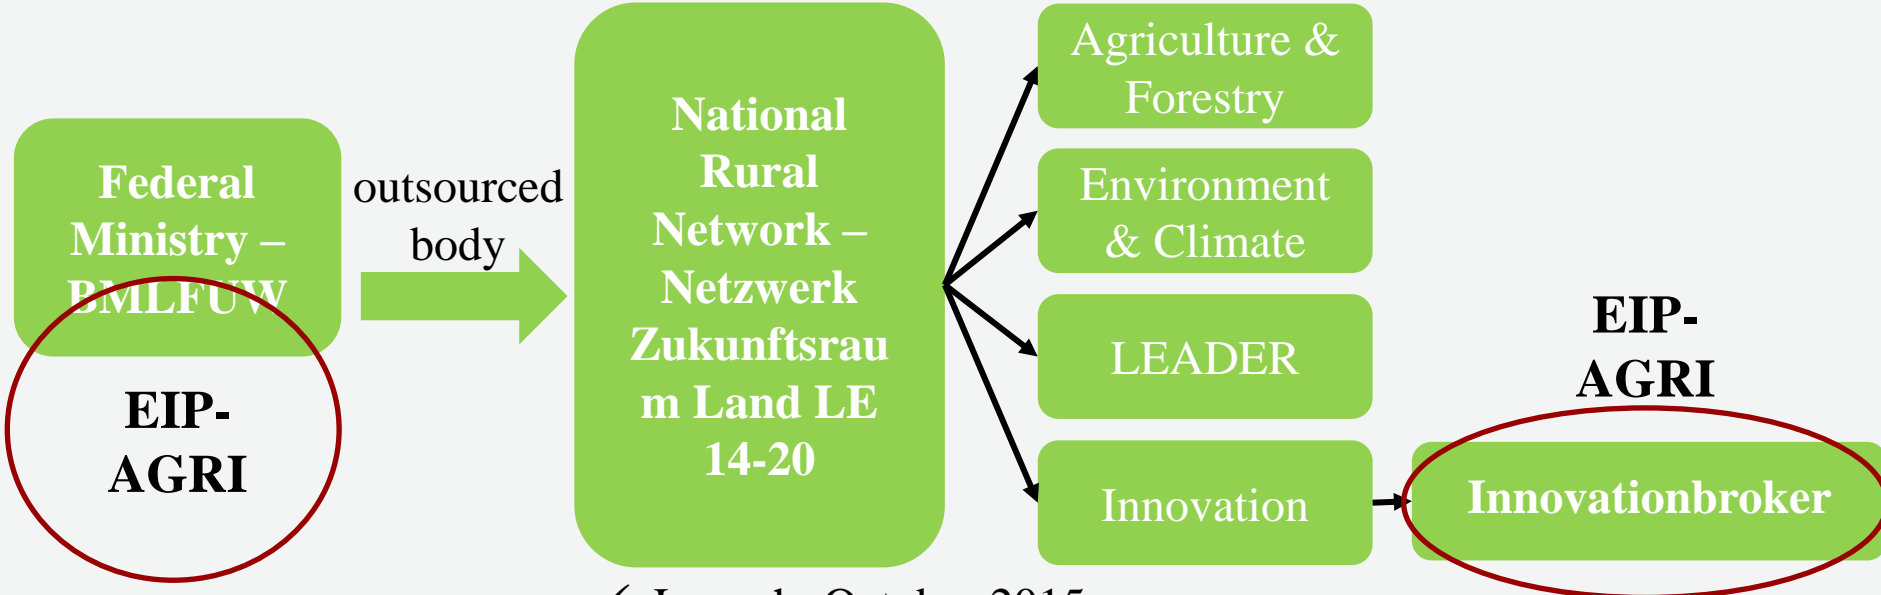 Federal
Ministry –
BMLFUW
EIP-
AGRI
outsourced
body
National
Rural
Network –
Netzwerk
Zukunftsrau
m Land LE
14-20
Agriculture &
Forestry
Environment
& Climate
LEADER
Innovation
EIP-
AGRI
Innovationbroker